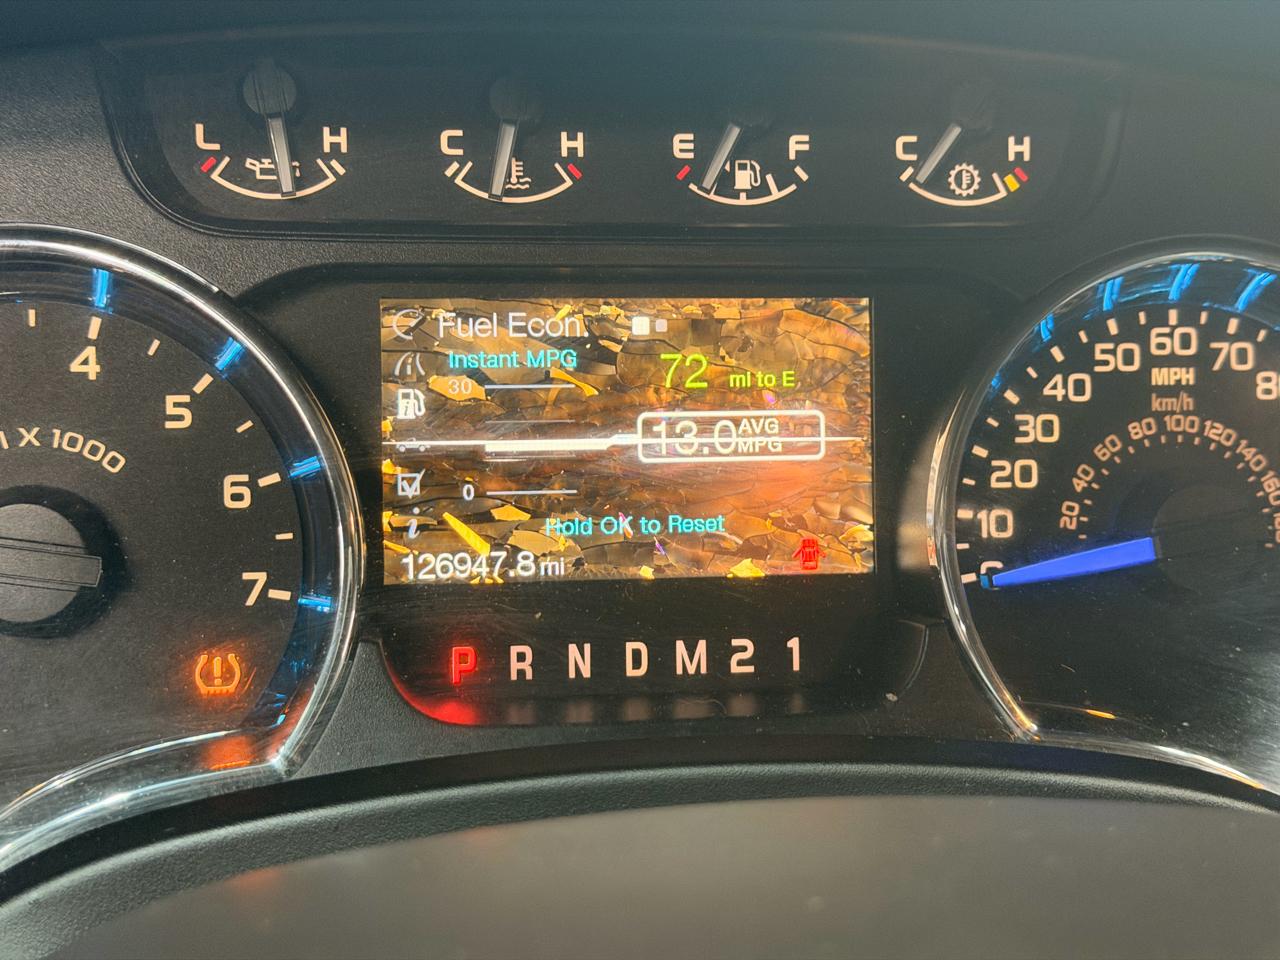 L H C H E F C H
Fuel Econ.
Instant MPG
30
72 mi to E
13.0 AVG MPG
0
Hold OK to Reset
126947.8 mi
P R N D M 2 1
4 5 6 7
X 1000
0 10 20 30 40 50 60 70
MPH
km/h
20 40 60 80 100 120 140 160